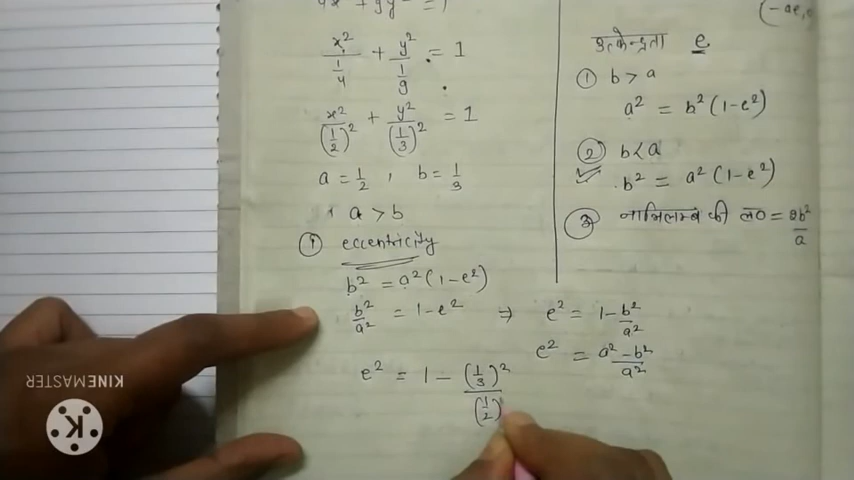 x²/(1/4) + y²/(1/9) = 1
x²/(1/2)² + y²/(1/3)² = 1
a = 1/2 , b = 1/3
a > b
① eccentricity
b² = a² (1 - e²)
b²/a² = 1 - e² ⇒ e² = 1 - b²/a²
e² = (a² - b²)/a²
e² = 1 - (1/3)²/(1/2)
(-ae,
उत्केन्द्रता e
① b > a
a² = b² (1 - e²)
② b < a
b² = a² (1 - e²)
③ नाभिलम्ब की ल० = 2b²/a
KINEMASTER
K